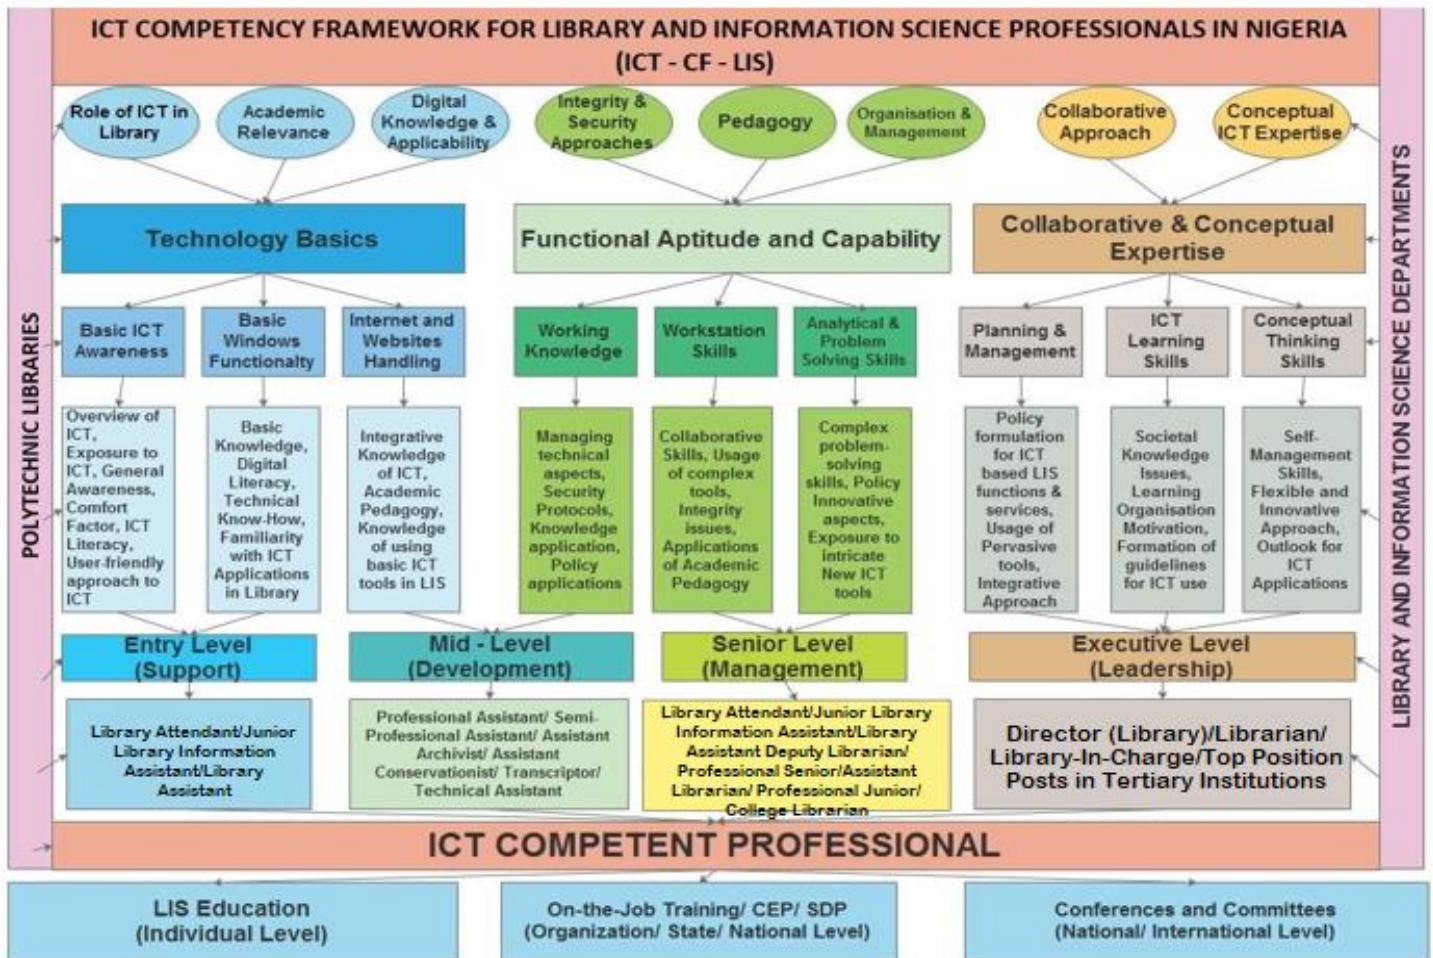 ICT COMPETENCY FRAMEWORK FOR LIBRARY AND INFORMATION SCIENCE PROFESSIONALS IN NIGERIA
(ICT - CF - LIS)
Role of ICT in
Library
Academic
Relevance
Digital
Knowledge &
Applicability
Integrity &
Security
Approaches
Pedagogy
Organisation &
Management
Collaborative
Approach
Conceptual
ICT Expertise
Technology Basics
Functional Aptitude and Capability
Collaborative & Conceptual
Expertise
Basic ICT
Awareness
Basic
Windows
Functionalty
Internet and
Websites
Handling
Working
Knowledge
Workstation
Skills
Analytical &
Problem
Solving Skills
Planning &
Management
ICT
Learning
Skills
Conceptual
Thinking
Skills
Overview of
ICT,
Exposure to
ICT, General
Awareness,
Comfort
Factor, ICT
Literacy,
User-friendly
approach to
ICT
Basic
Knowledge,
Digital
Literacy,
Technical
Know-How,
Familiarity
with ICT
Applications
in Library
Integrative
Knowledge
of ICT,
Academic
Pedagogy,
Knowledge
of using
basic ICT
tools in LIS
Managing
technical
aspects,
Security
Protocols,
Knowledge
application,
Policy
applications
Collaborative
Skills, Usage
of complex
tools,
Integrity
issues,
Applications
of Academic
Pedagogy
Complex
problem-
solving
skills, Policy
Innovative
aspects,
Exposure to
intricate
New ICT
tools
Policy
formulation
for ICT
based LIS
functions &
services,
Usage of
Pervasive
tools,
Integrative
Approach
Societal
Knowledge
Issues,
Learning
Organisation
Motivation,
Formation of
guidelines
for ICT use
Self-
Management
Skills,
Flexible and
Innovative
Approach,
Outlook for
ICT
Applications
Entry Level
(Support)
Mid - Level
(Development)
Senior Level
(Management)
Executive Level
(Leadership)
Library Attendant/Junior
Library Information
Assistant/Library
Assistant
Professional Assistant/ Semi-
Professional Assistant/ Assistant
Archivist/ Assistant
Conservationist/ Transcriptor/
Technical Assistant
Library Attendant/Junior Library
Information Assistant/Library
Assistant Deputy Librarian/
Professional Senior/Assistant
Librarian/ Professional Junior/
College Librarian
Director (Library)/Librarian/
Library-In-Charge/Top Position
Posts in Tertiary Institutions
ICT COMPETENT PROFESSIONAL
LIS Education
(Individual Level)
On-the-Job Training/ CEP/ SDP
(Organization/ State/ National Level)
Conferences and Committees
(National/ International Level)
POLYTECHNIC LIBRARIES
LIBRARY AND INFORMATION SCIENCE DEPARTMENTS